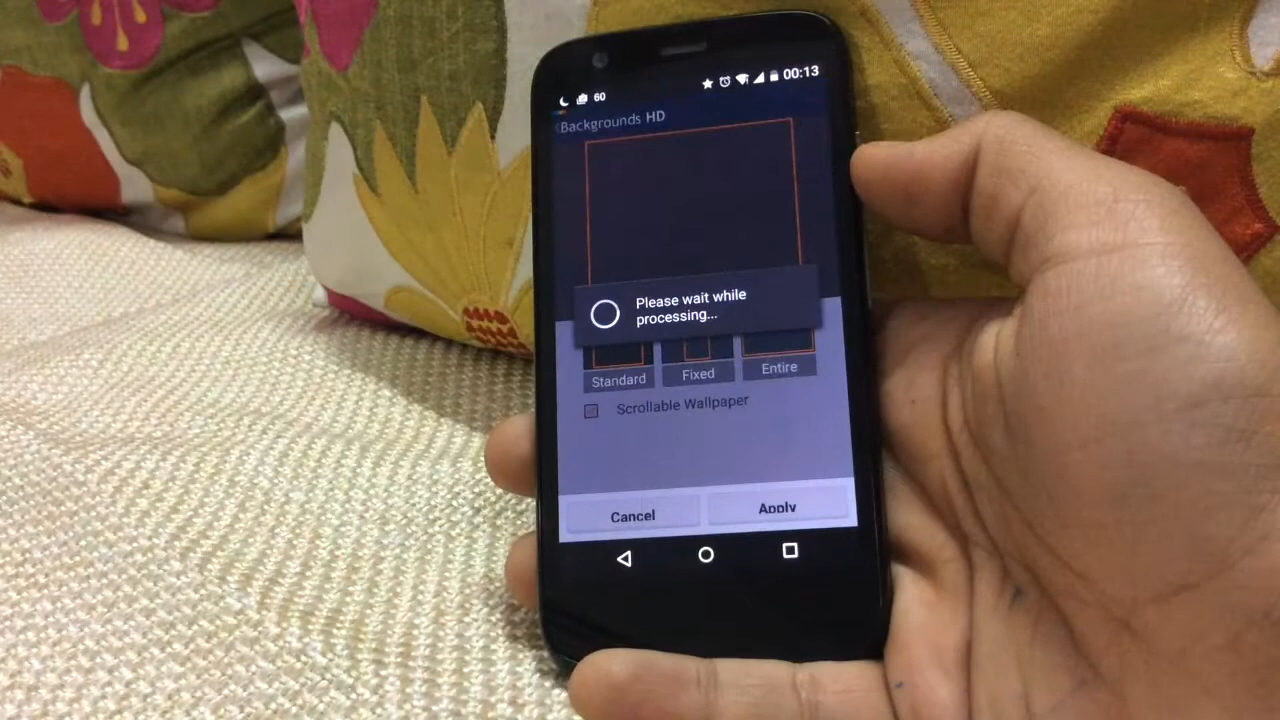 60 00:13
Backgrounds HD
Please wait while
processing...
Standard Fixed Entire
Scrollable Wallpaper
Cancel Apply